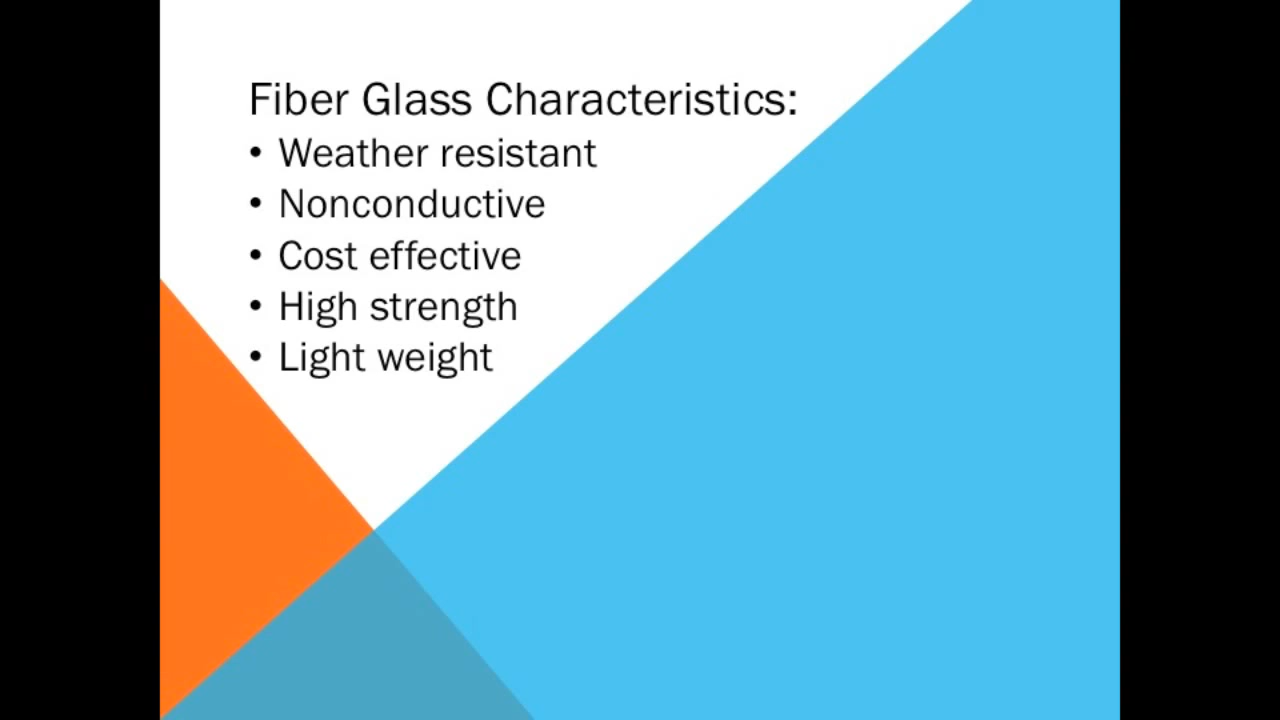 Fiber Glass Characteristics:
• Weather resistant
• Nonconductive
• Cost effective
• High strength
• Light weight